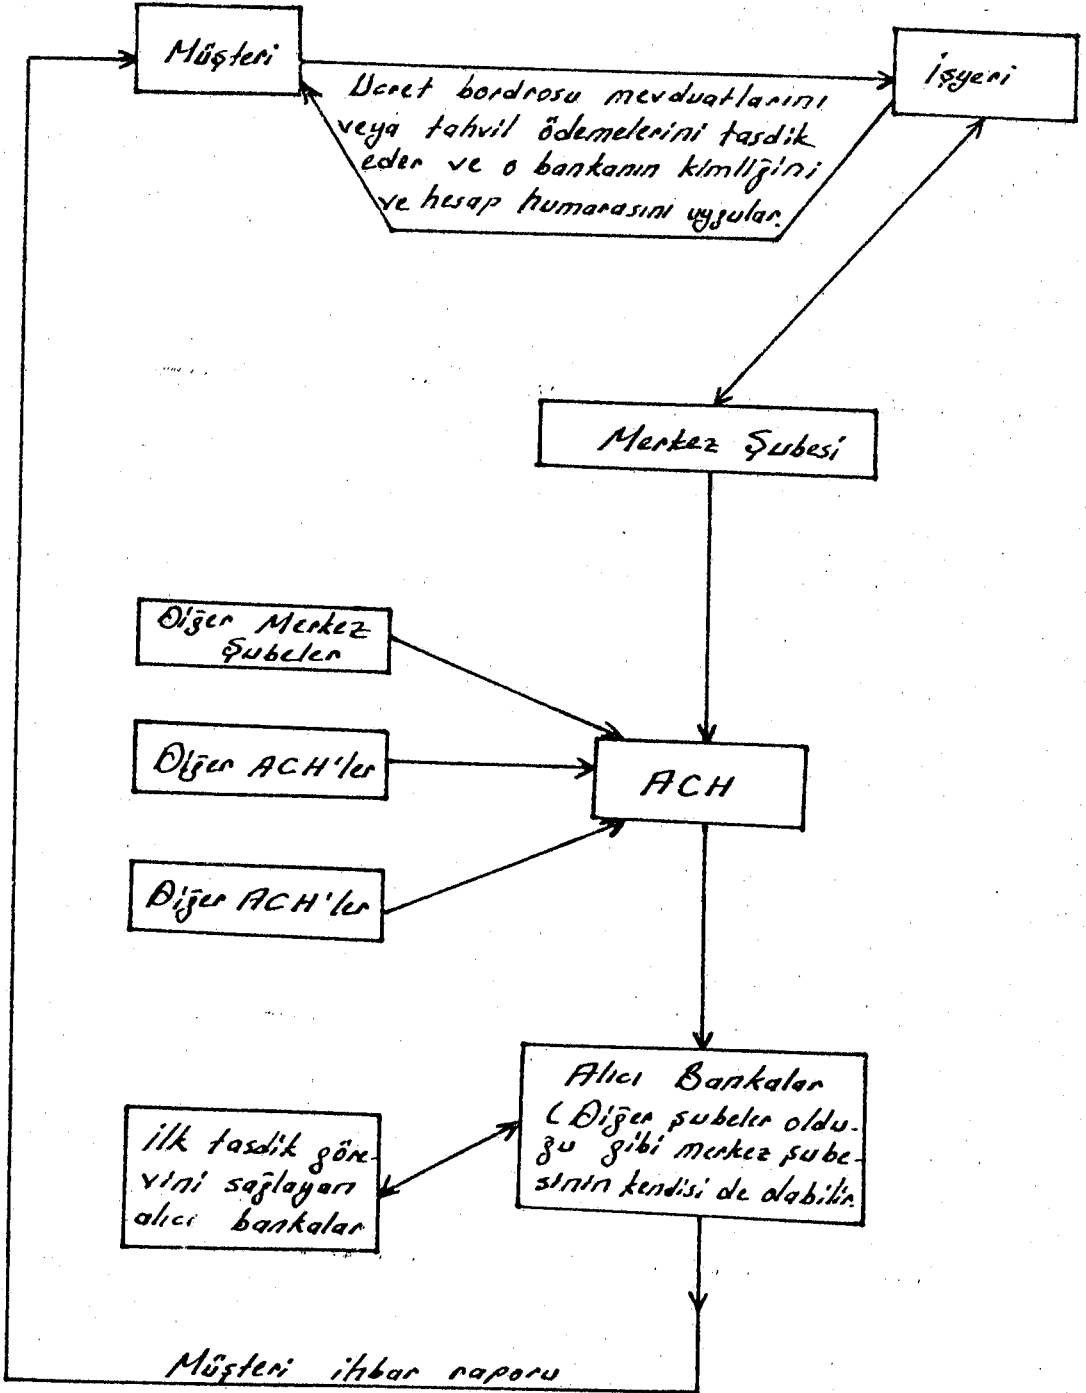 Müşteri
İşyeri
Ücret bordrosu mevduatlarını
veya tahvil ödemelerini tasdik
eder ve o bankanın kimliğini
ve hesap humarasını uygular.
Merkez Şubesi
Diğer Merkez
Şubeler
Diğer ACH'ler
ACH
Diğer ACH'ler
Alıcı Bankalar
(Diğer şubeler oldu-
ğu gibi merkez şube-
sinin kendisi de olabilir.
ilk tasdik göre-
vini sağlayan
alıcı bankalar
Müşteri ihbar raporu